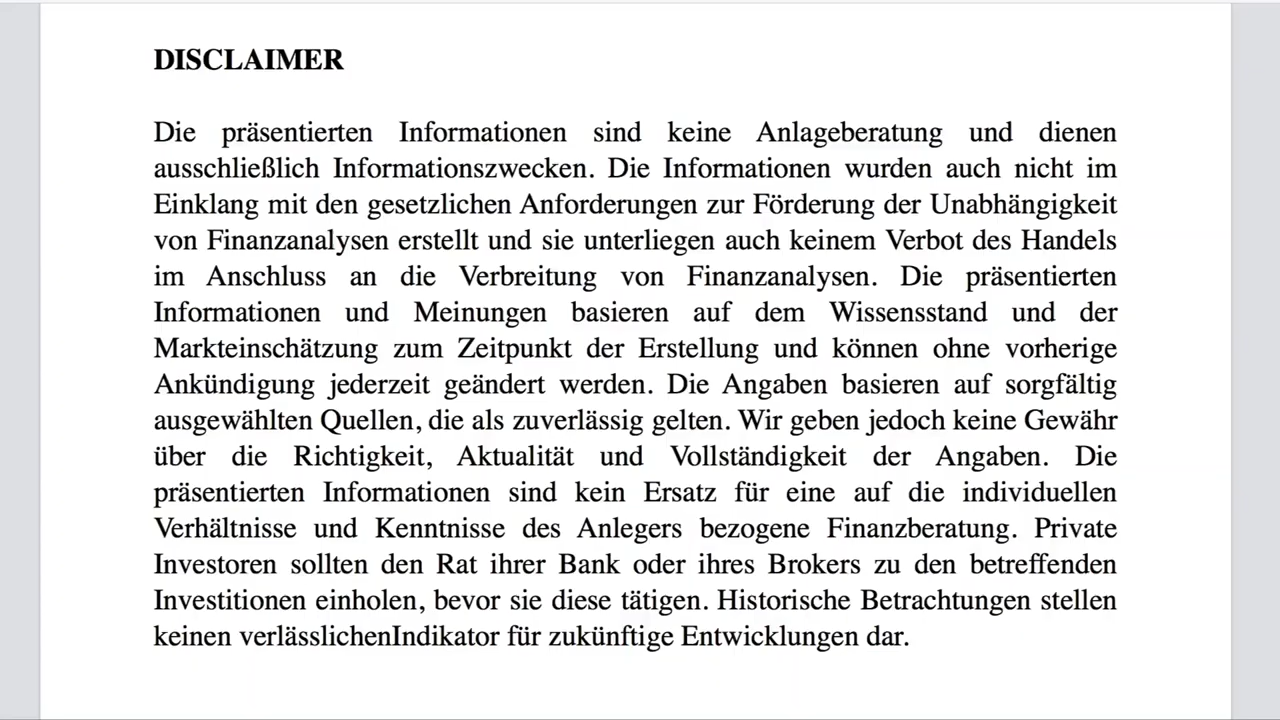 DISCLAIMER
Die präsentierten Informationen sind keine Anlageberatung und dienen
ausschließlich Informationszwecken. Die Informationen wurden auch nicht im
Einklang mit den gesetzlichen Anforderungen zur Förderung der Unabhängigkeit
von Finanzanalysen erstellt und sie unterliegen auch keinem Verbot des Handels
im Anschluss an die Verbreitung von Finanzanalysen. Die präsentierten
Informationen und Meinungen basieren auf dem Wissensstand und der
Markteinschätzung zum Zeitpunkt der Erstellung und können ohne vorherige
Ankündigung jederzeit geändert werden. Die Angaben basieren auf sorgfältig
ausgewählten Quellen, die als zuverlässig gelten. Wir geben jedoch keine Gewähr
über die Richtigkeit, Aktualität und Vollständigkeit der Angaben. Die
präsentierten Informationen sind kein Ersatz für eine auf die individuellen
Verhältnisse und Kenntnisse des Anlegers bezogene Finanzberatung. Private
Investoren sollten den Rat ihrer Bank oder ihres Brokers zu den betreffenden
Investitionen einholen, bevor sie diese tätigen. Historische Betrachtungen stellen
keinen verlässlichenIndikator für zukünftige Entwicklungen dar.